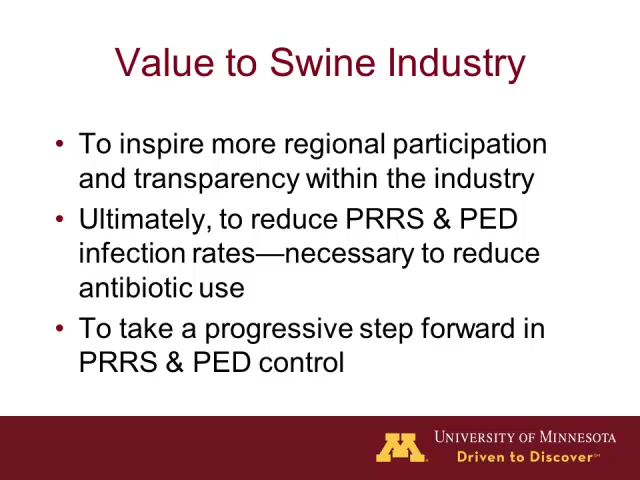 Value to Swine Industry
• To inspire more regional participation
and transparency within the industry
• Ultimately, to reduce PRRS & PED
infection rates—necessary to reduce
antibiotic use
• To take a progressive step forward in
PRRS & PED control
M
UNIVERSITY OF MINNESOTA
Driven to Discover℠